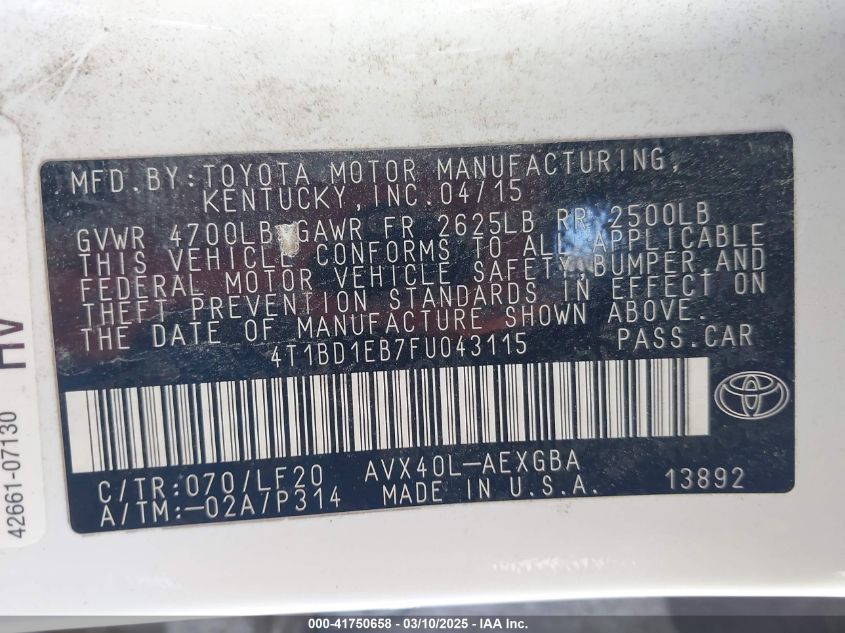 MFD. BY: TOYOTA MOTOR MANUFACTURING,
KENTUCKY, INC. 04/15
GVWR 4700LB GAWR FR 2625LB RR 2500LB
THIS VEHICLE CONFORMS TO ALL APPLICABLE
FEDERAL MOTOR VEHICLE SAFETY, BUMPER, AND
THEFT PREVENTION STANDARDS IN EFFECT ON
THE DATE OF MANUFACTURE SHOWN ABOVE.
4T1BD1EB7FU043115 PASS. CAR
C/TR: 070/LF20 AVX40L-AEXGBA 13892
A/TM: -02A/P314 MADE IN U.S.A.
HV
42661-07130
000-41750658 - 03/10/2025 - IAA Inc.